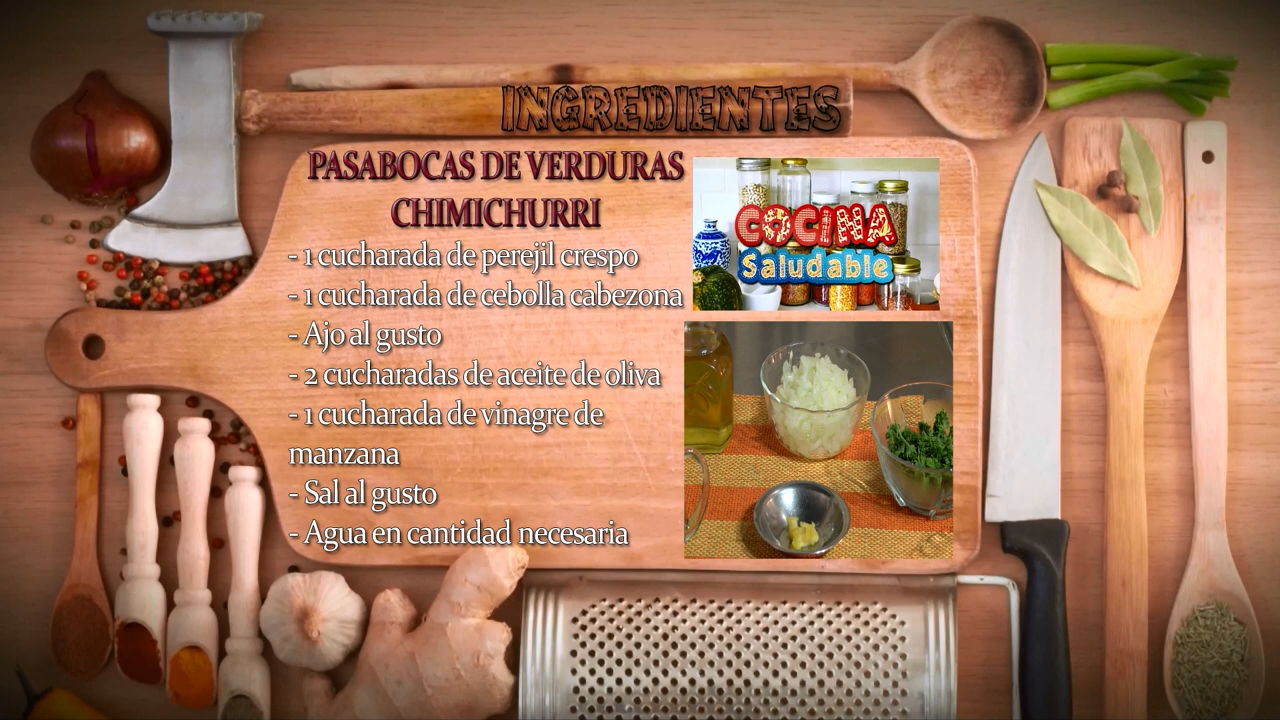 INGREDIENTES
PASABOCAS DE VERDURAS
CHIMICHURRI
- 1 cucharada de perejil crespo
- 1 cucharada de cebolla cabezona
- Ajo al gusto
- 2 cucharadas de aceite de oliva
- 1 cucharada de vinagre de
manzana
- Sal al gusto
- Agua en cantidad necesaria
COCINA
Saludable